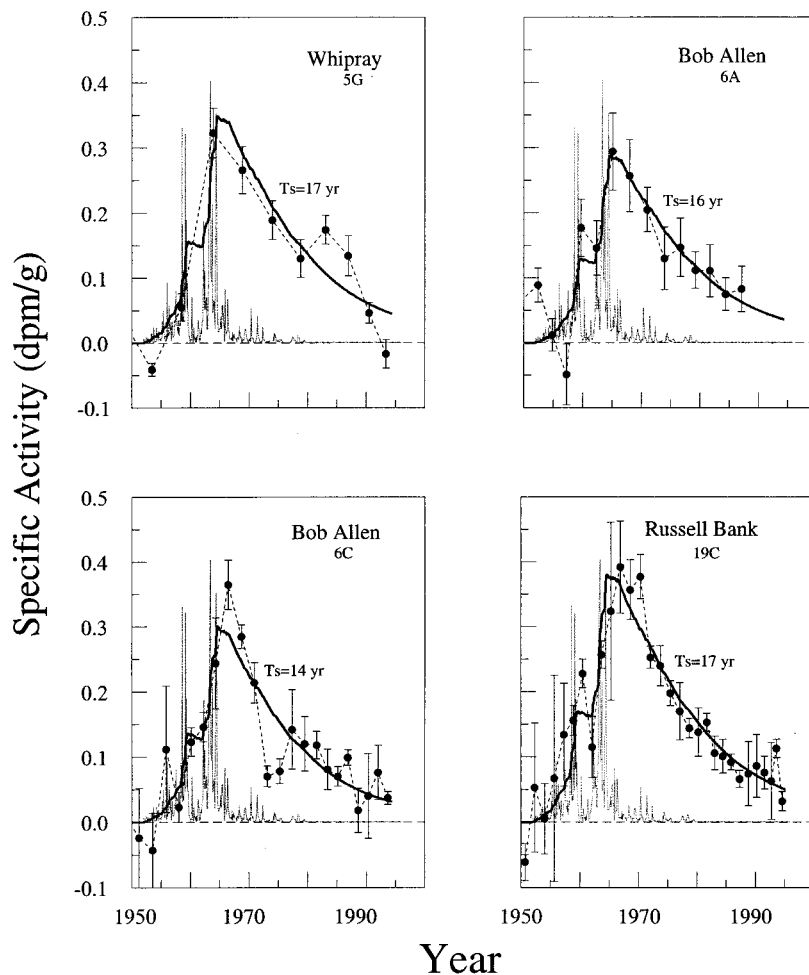 0.5
0.4
0.3
0.2
0.1
0.0
-0.1
Whipray
5G
Ts=17 yr
Bob Allen
6A
Ts=16 yr
Specific Activity (dpm/g)
0.5
0.4
0.3
0.2
0.1
0.0
-0.1
Bob Allen
6C
Ts=14 yr
Russell Bank
19C
Ts=17 yr
1950 1970 1990
1950 1970 1990
Year